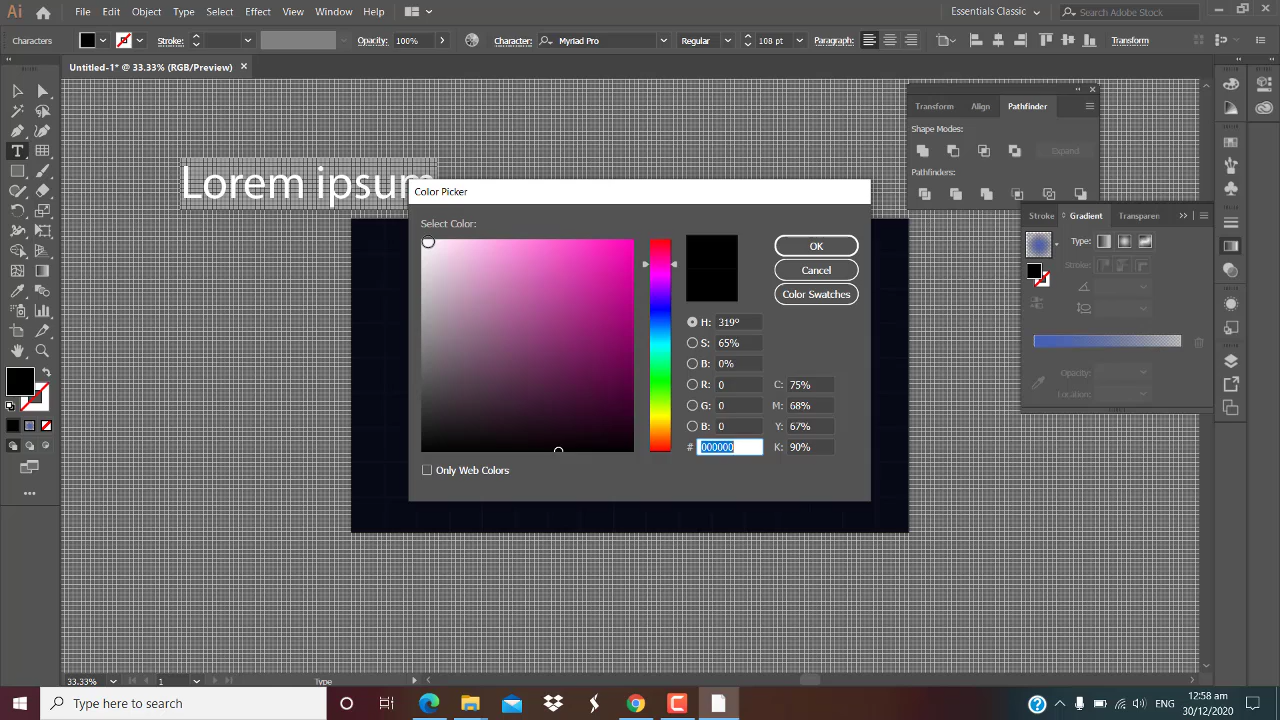 Ai File Edit Object Type Select Effect View Window Help Essentials Classic Search Adobe Stock
Characters Stroke: Opacity: 100% Character: Myriad Pro Regular 108 pt Paragraph: Transform
Untitled-1* @ 33.33% (RGB/Preview)
Transform Align Pathfinder
Shape Modes:
Expand
Pathfinders:
Lorem ipsum
Color Picker
Select Color:
OK
Cancel
Color Swatches
H: 319°
S: 65%
B: 0%
R: 0 C: 75%
G: 0 M: 68%
B: 0 Y: 67%
# 000000 K: 90%
Only Web Colors
Stroke Gradient Transparen
Type:
Stroke:
Opacity:
Location:
33.33% 1 Type
Type here to search
12:58 am
30/12/2020